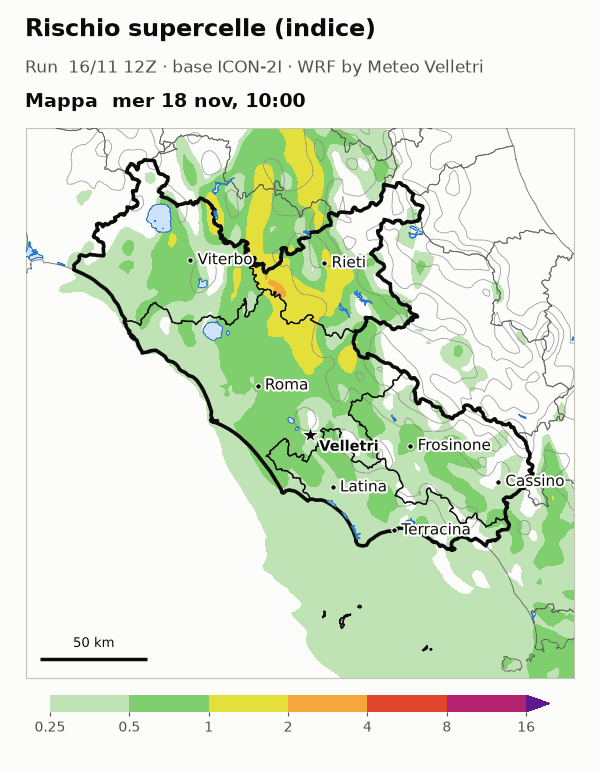 Rischio supercelle (indice)
Run  16/11 12Z · base ICON-2I · WRF by Meteo Velletri
Mappa  mer 18 nov, 10:00
Viterbo
Rieti
Roma
Velletri
Frosinone
Latina
Cassino
Terracina
50 km
0.25 0.5 1 2 4 8 16